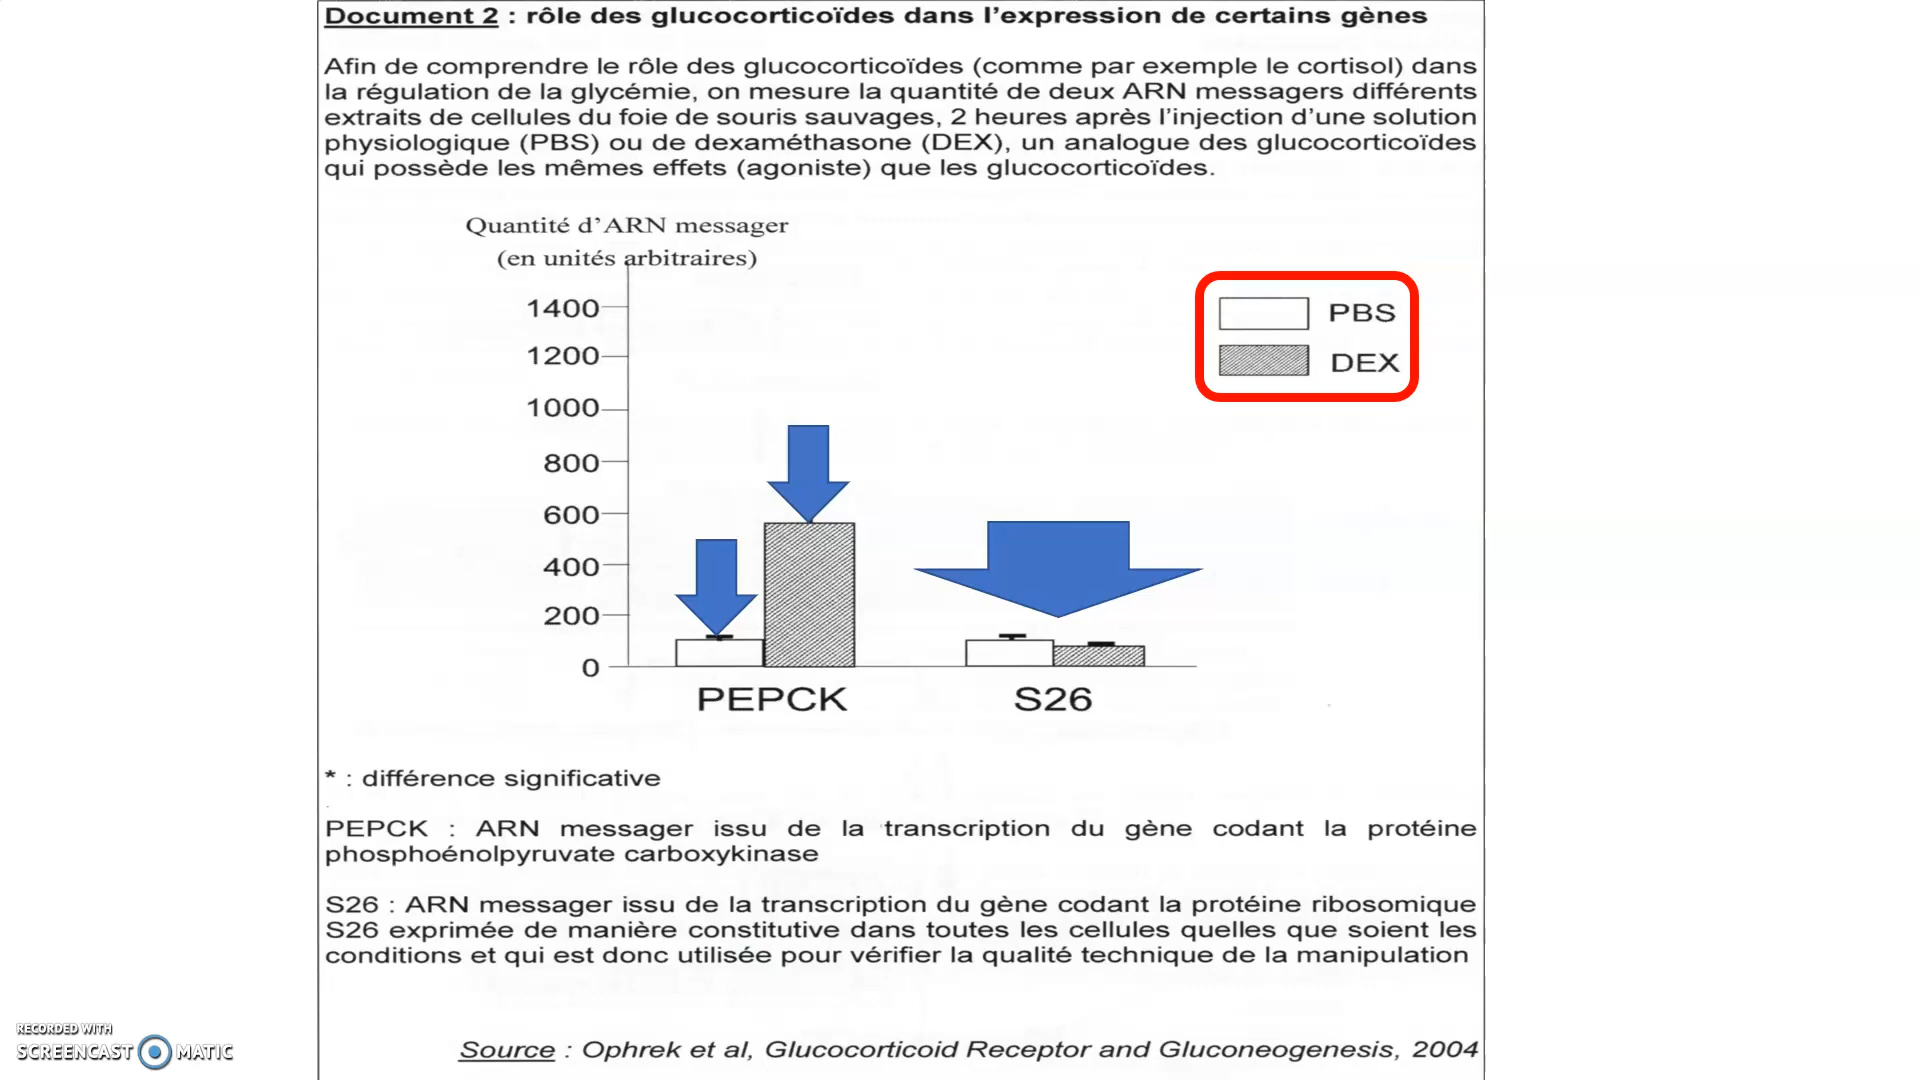 Document 2 : rôle des glucocorticoïdes dans l'expression de certains gènes
Afin de comprendre le rôle des glucocorticoïdes (comme par exemple le cortisol) dans
la régulation de la glycémie, on mesure la quantité de deux ARN messagers différents
extraits de cellules du foie de souris sauvages, 2 heures après l'injection d'une solution
physiologique (PBS) ou de dexaméthasone (DEX), un analogue des glucocorticoïdes
qui possède les mêmes effets (agoniste) que les glucocorticoïdes.
Quantité d'ARN messager
(en unités arbitraires)
1400
1200
1000
800
600
400
200
0
PBS
DEX
PEPCK
S26
* : différence significative
PEPCK : ARN messager issu de la transcription du gène codant la protéine
phosphoénolpyruvate carboxykinase
S26 : ARN messager issu de la transcription du gène codant la protéine ribosomique
S26 exprimée de manière constitutive dans toutes les cellules quelles que soient les
conditions et qui est donc utilisée pour vérifier la qualité technique de la manipulation
Source : Ophrek et al, Glucocorticoid Receptor and Gluconeogenesis, 2004
RECORDED WITH
SCREENCAST MATIC